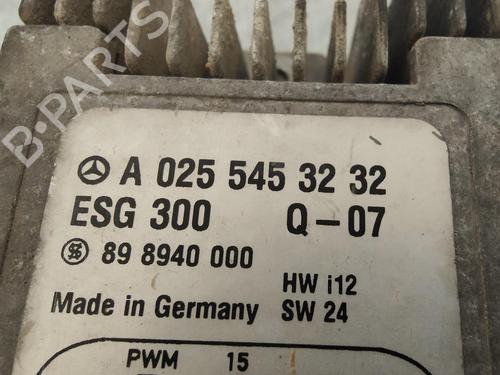 A 025 545 32 32
ESG 300 Q-07
89 8940 000
HW i12
Made in Germany SW 24
PWM 15
B-PARTS